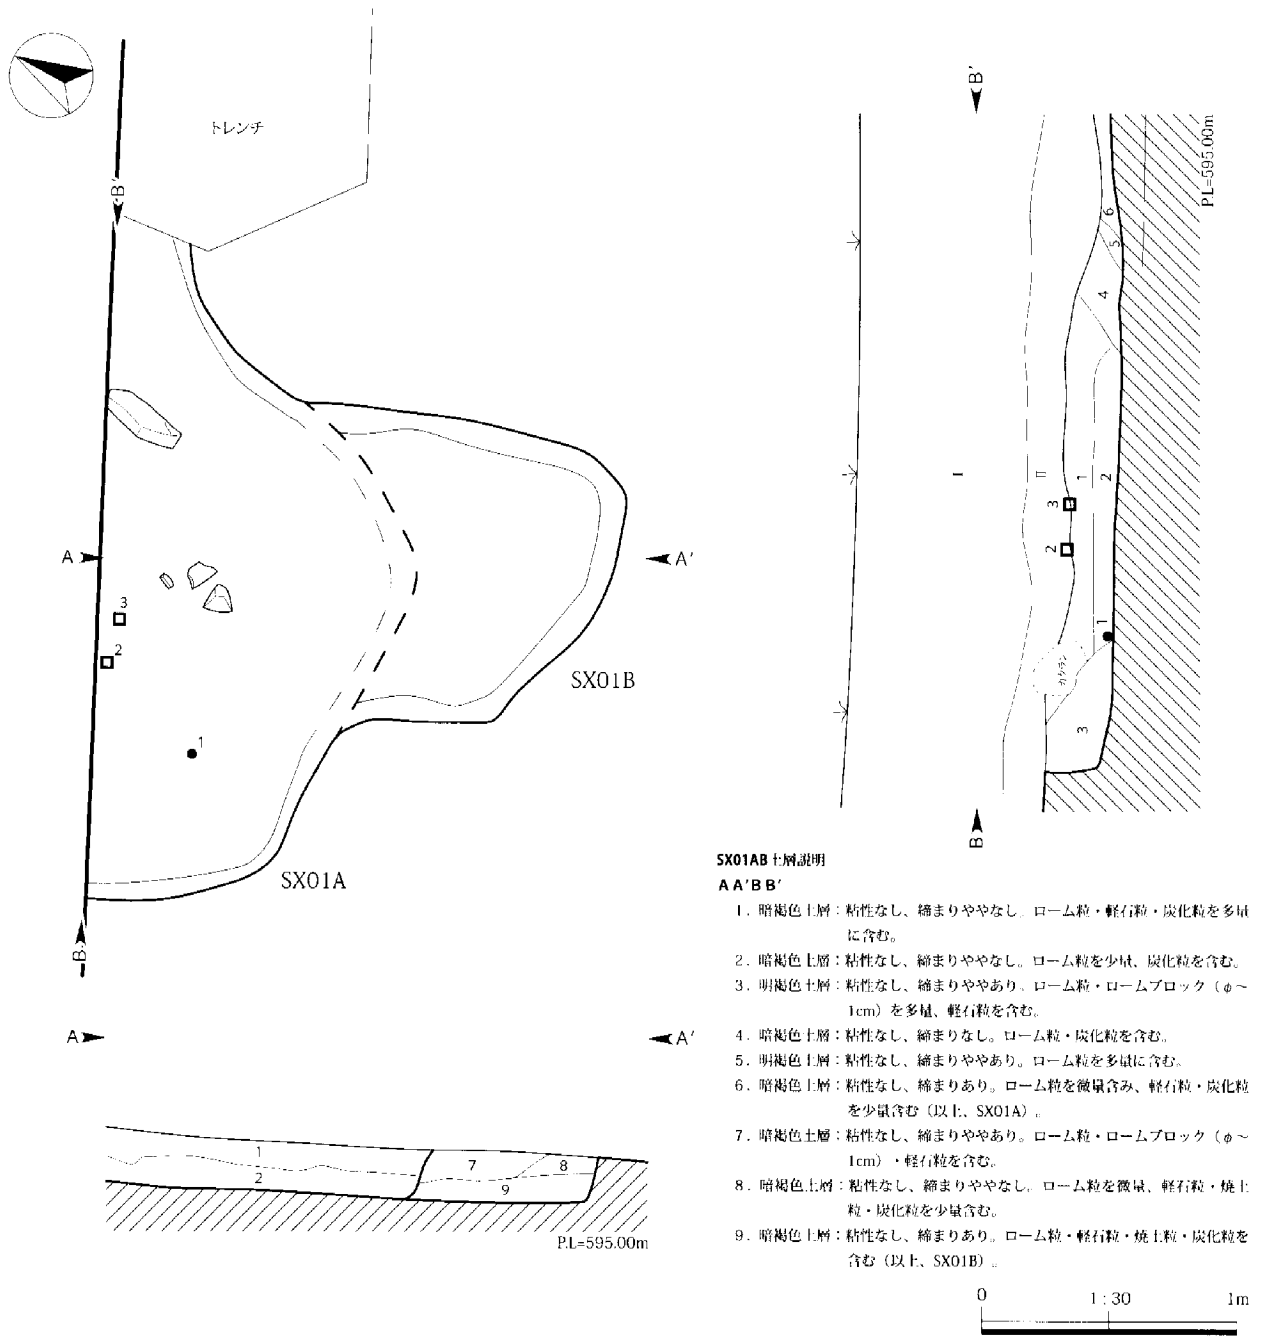 トレンチ
B'
A
A'
3
2
1
SX01B
SX01A
B
A
A'
1
2
7
8
9
P.L=595.00m
B'
P.L=595.00m
6
5
4
I
II
1
2
3
2
1
カクラン
3
B
SX01AB 土層説明
A A' B B'
1. 暗褐色土層：粘性なし、締まりややなし。ローム粒・軽石粒・炭化粒を多量
に含む。
2. 暗褐色土層：粘性なし、締まりややなし。ローム粒を少量、炭化粒を含む。
3. 明褐色土層：粘性なし、締まりややあり。ローム粒・ロームブロック（φ～
1cm）を多量、軽石粒を含む。
4. 暗褐色土層：粘性なし、締まりなし。ローム粒・炭化粒を含む。
5. 明褐色土層：粘性なし、締まりややあり。ローム粒を多量に含む。
6. 暗褐色土層：粘性なし、締まりあり。ローム粒を微量含み、軽石粒・炭化粒
を少量含む（以上、SX01A）。
7. 暗褐色土層：粘性なし、締まりややあり。ローム粒・ロームブロック（φ～
1cm）・軽石粒を含む。
8. 暗褐色土層：粘性なし、締まりややなし。ローム粒を微量、軽石粒・焼土
粒・炭化粒を少量含む。
9. 暗褐色土層：粘性なし、締まりあり。ローム粒・軽石粒・焼土粒・炭化粒を
含む（以上、SX01B）。
0 1:30 1m